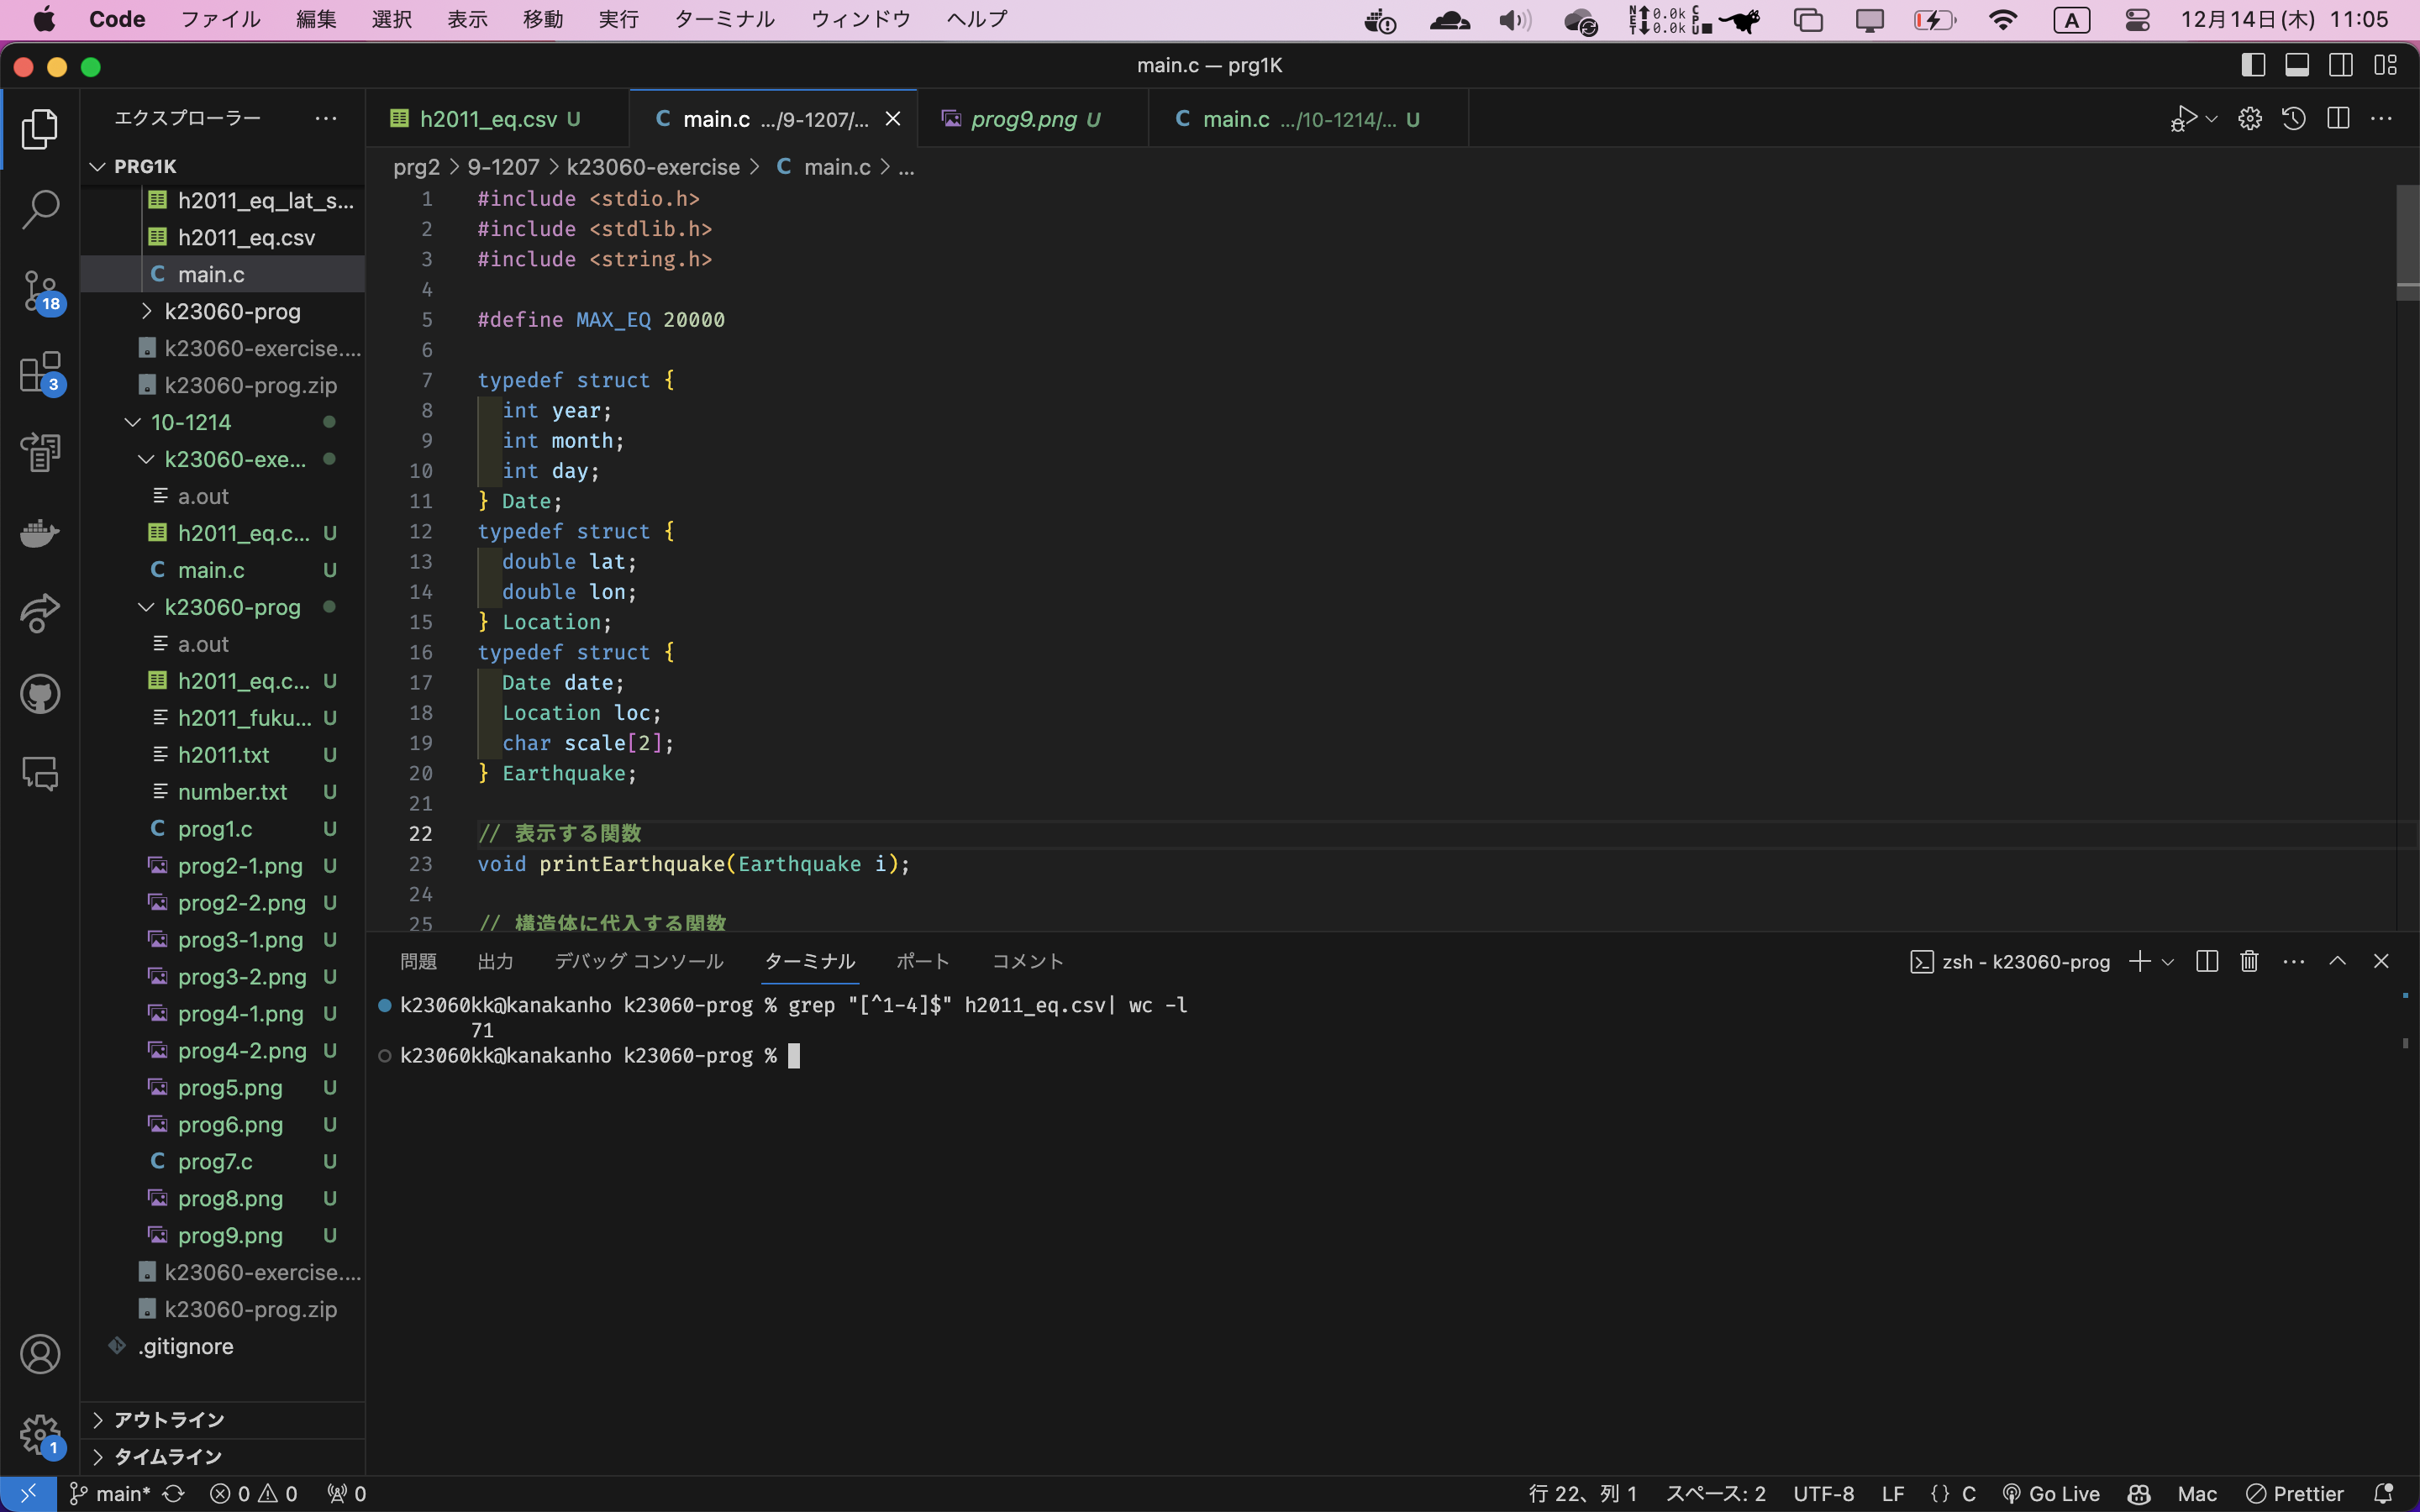 Code ファイル 編集 選択 表示 移動 実行 ターミナル ウィンドウ ヘルプ NET 0.0k 0.0k CPU A 12月14日(木) 11:05
main.c — prg1K
エクスプローラー
PRG1K
h2011_eq_lat_s...
h2011_eq.csv
C main.c
k23060-prog
k23060-exercise....
k23060-prog.zip
10-1214
k23060-exe...
a.out
h2011_eq.c... U
C main.c U
k23060-prog
a.out
h2011_eq.c... U
h2011_fuku... U
h2011.txt U
number.txt U
C prog1.c U
prog2-1.png U
prog2-2.png U
prog3-1.png U
prog3-2.png U
prog4-1.png U
prog4-2.png U
prog5.png U
prog6.png U
C prog7.c U
prog8.png U
prog9.png U
k23060-exercise....
k23060-prog.zip
.gitignore
アウトライン
タイムライン
18
3
1
h2011_eq.csv U
C main.c .../9-1207/...
prog9.png U
C main.c .../10-1214/... U
prg2 > 9-1207 > k23060-exercise > C main.c > ...
1 #include <stdio.h>
2 #include <stdlib.h>
3 #include <string.h>
4
5 #define MAX_EQ 20000
6
7 typedef struct {
8 int year;
9 int month;
10 int day;
11 } Date;
12 typedef struct {
13 double lat;
14 double lon;
15 } Location;
16 typedef struct {
17 Date date;
18 Location loc;
19 char scale[2];
20 } Earthquake;
21
22 // 表示する関数
23 void printEarthquake(Earthquake i);
24
25 // 構造体に代入する関数
問題 出力 デバッグ コンソール ターミナル ポート コメント
zsh - k23060-prog
k23060kk@kanakanho k23060-prog % grep "[^1-4]$" h2011_eq.csv| wc -l
71
k23060kk@kanakanho k23060-prog %
main* 0 0 0 行 22、列 1 スペース: 2 UTF-8 LF {} C Go Live Mac Prettier